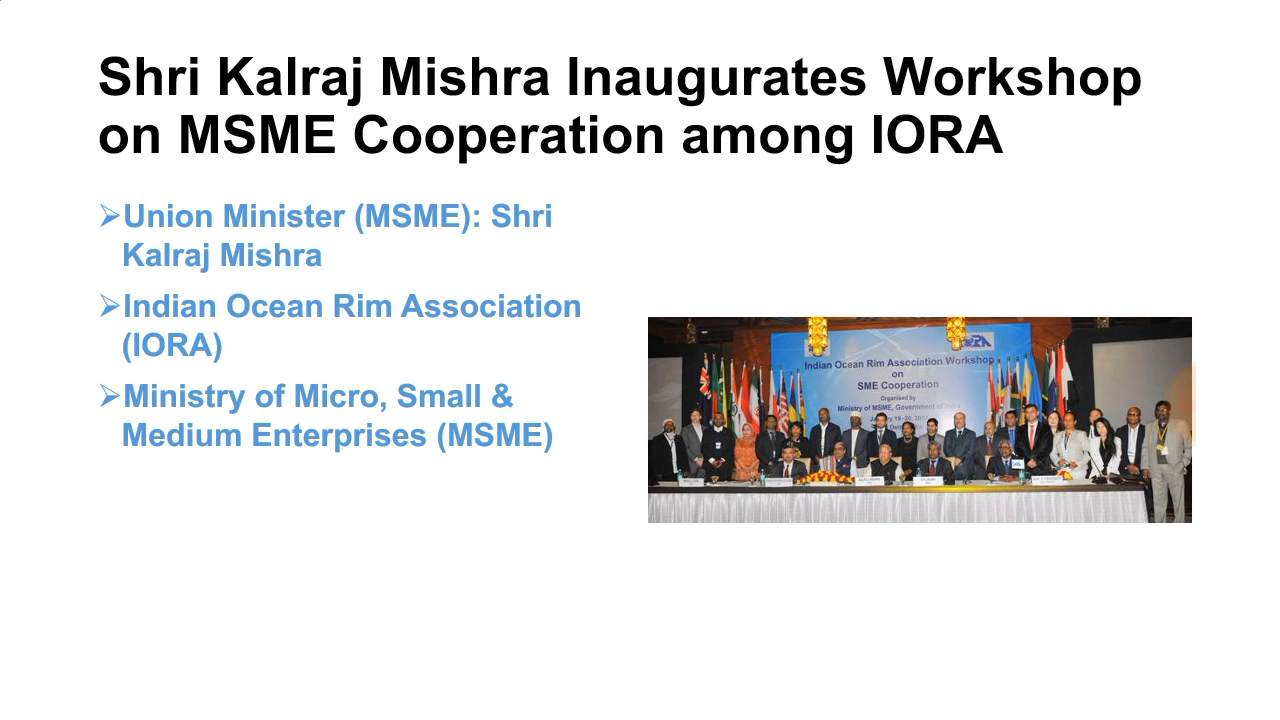 Shri Kalraj Mishra Inaugurates Workshop
on MSME Cooperation among IORA
➢Union Minister (MSME): Shri
Kalraj Mishra
➢Indian Ocean Rim Association
(IORA)
➢Ministry of Micro, Small &
Medium Enterprises (MSME)
Indian Ocean Rim Association Workshop
on
SME Cooperation
Organised by
Ministry of MSME, Government of India